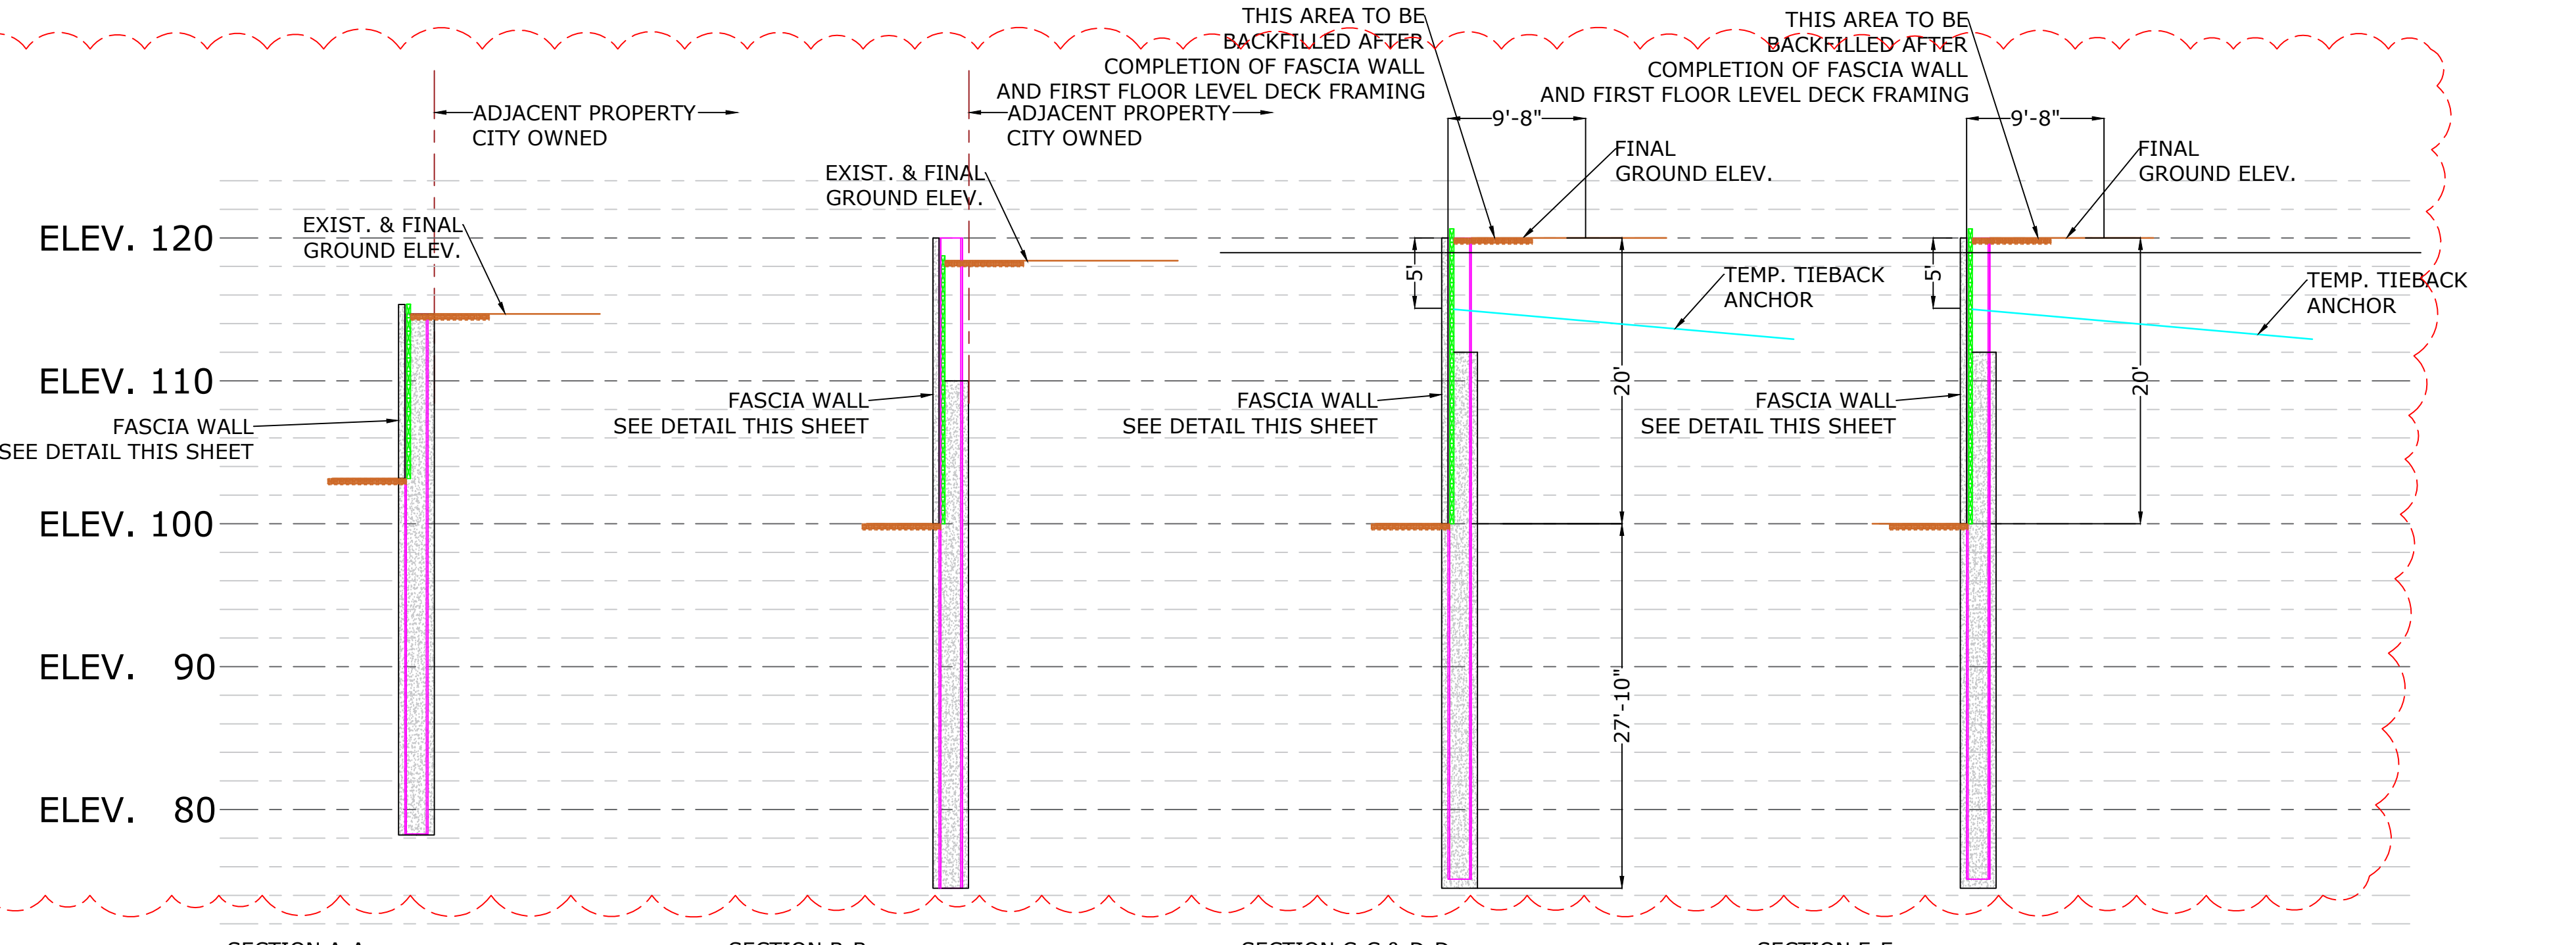 THIS AREA TO BE
BACKFILLED AFTER
COMPLETION OF FASCIA WALL
AND FIRST FLOOR LEVEL DECK FRAMING
THIS AREA TO BE
BACKFILLED AFTER
COMPLETION OF FASCIA WALL
AND FIRST FLOOR LEVEL DECK FRAMING
ADJACENT PROPERTY
CITY OWNED
ADJACENT PROPERTY
CITY OWNED
9'-8"
9'-8"
FINAL
GROUND ELEV.
FINAL
GROUND ELEV.
EXIST. & FINAL
GROUND ELEV.
EXIST. & FINAL
GROUND ELEV.
ELEV. 120
5'
5'
TEMP. TIEBACK
ANCHOR
TEMP. TIEBACK
ANCHOR
ELEV. 110
20'
20'
FASCIA WALL
SEE DETAIL THIS SHEET
FASCIA WALL
SEE DETAIL THIS SHEET
FASCIA WALL
SEE DETAIL THIS SHEET
FASCIA WALL
SEE DETAIL THIS SHEET
ELEV. 100
ELEV. 90
27'-10"
ELEV. 80